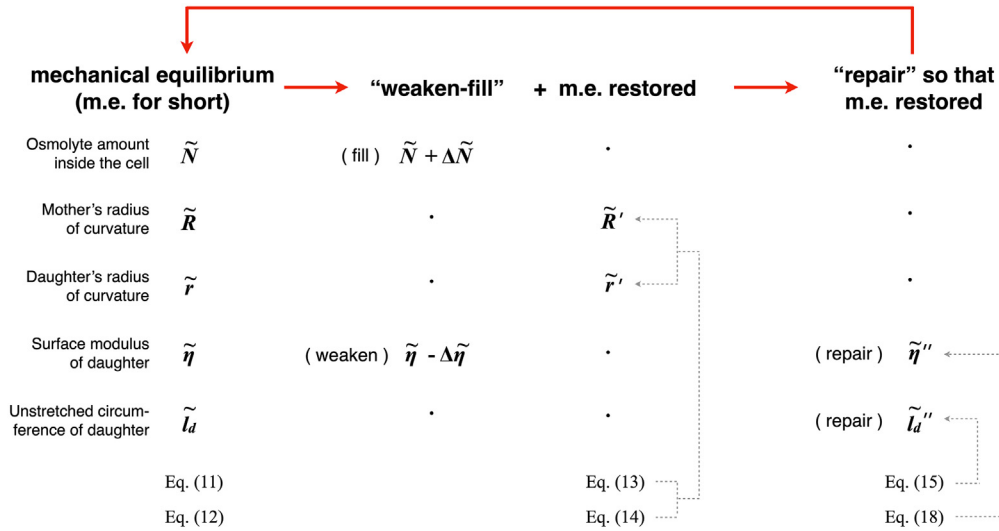 mechanical equilibrium
(m.e. for short)
“weaken-fill” + m.e. restored
“repair” so that
m.e. restored
Osmolyte amount
inside the cell
Ñ
( fill ) Ñ + ΔÑ
·
·
Mother’s radius
of curvature
R̃
·
R̃ ′
·
Daughter’s radius
of curvature
r̃
·
r̃ ′
·
Surface modulus
of daughter
η̃
( weaken ) η̃ - Δη̃
·
( repair ) η̃ ″
Unstretched circum-
ference of daughter
l̃d
·
·
( repair ) l̃d″
Eq. (11)
Eq. (13)
Eq. (15)
Eq. (12)
Eq. (14)
Eq. (18)